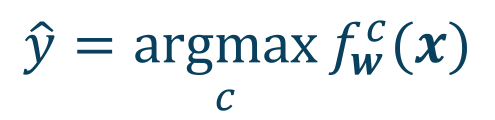 ŷ = argmax f_w^c(x)
c